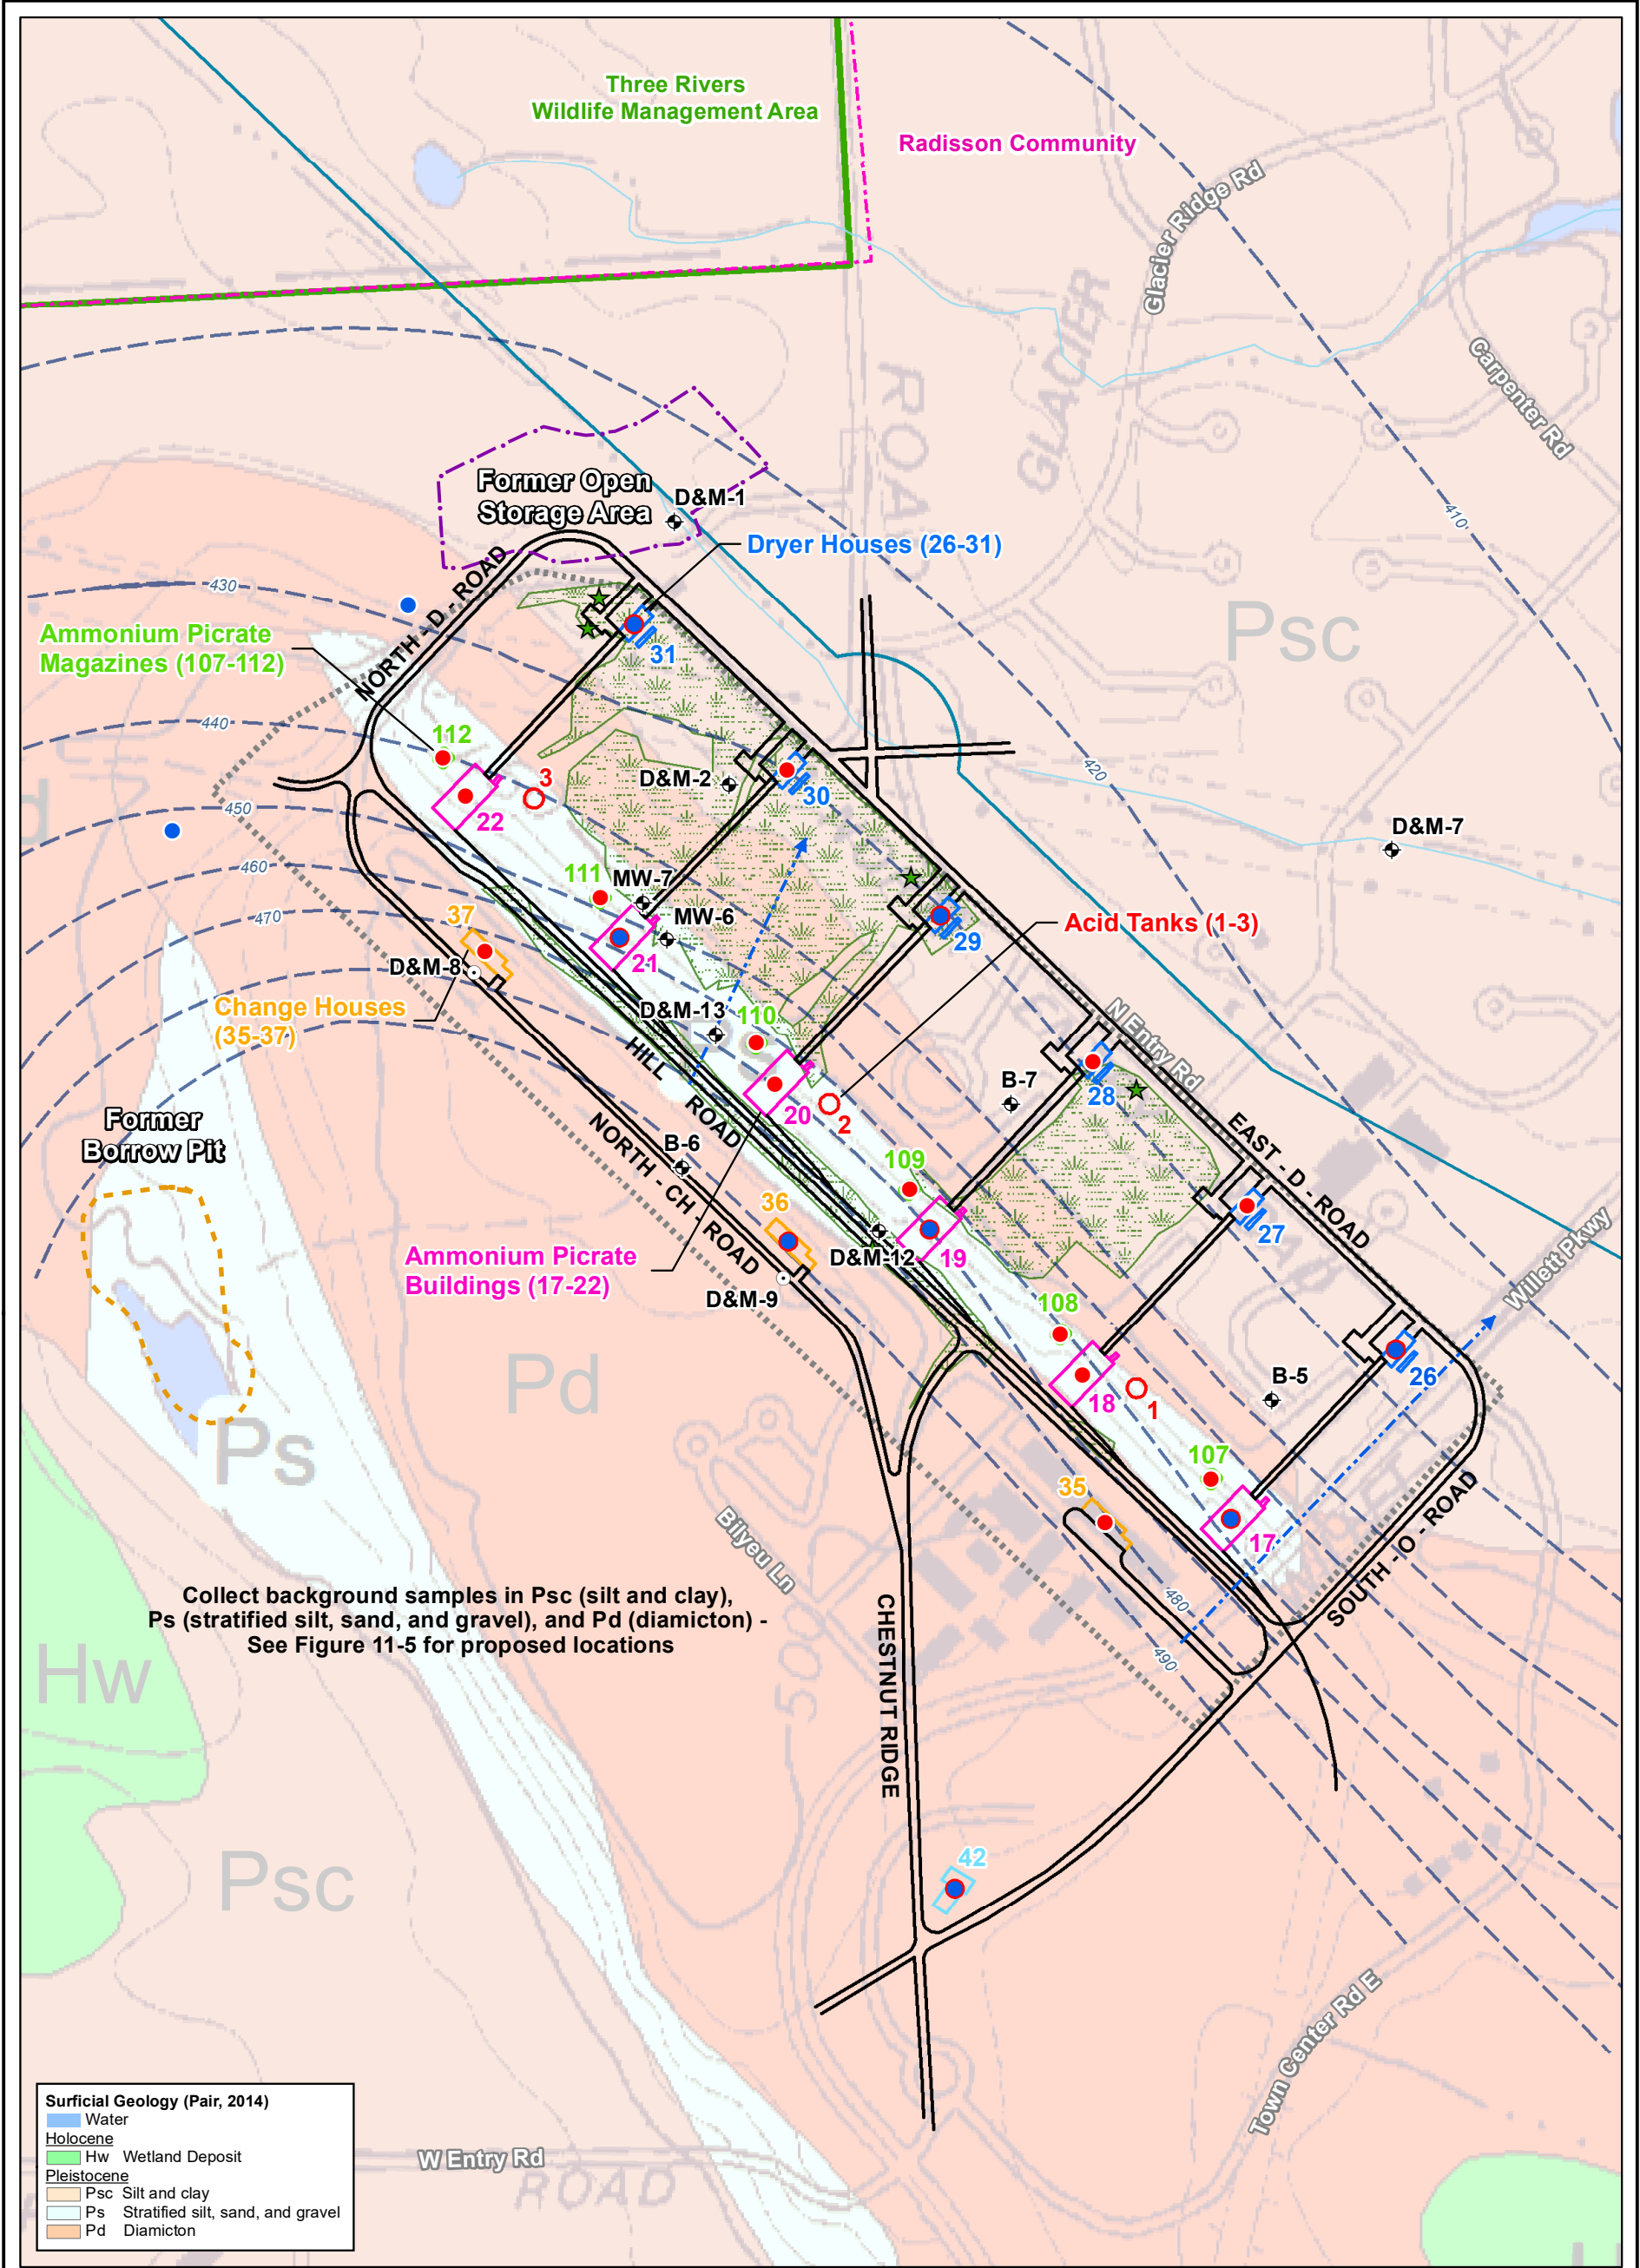 Three Rivers
Wildlife Management Area
Radisson Community
Glacier Ridge Rd
GLACIER
ROAD
Carpenter Rd
410
Former Open
Storage Area
D&M-1
Dryer Houses (26-31)
NORTH - D - ROAD
430
Ammonium Picrate
Magazines (107-112)
31
Psc
440
112
3
D&M-2
30
420
22
450
D&M-7
460
111
MW-7
470
37
MW-6
29
Acid Tanks (1-3)
21
D&M-8
Change Houses
(35-37)
D&M-13
110
N Entry Rd
HILL
ROAD
B-7
28
20
2
Former
Borrow Pit
NORTH - CH - ROAD
B-6
EAST - D - ROAD
109
36
27
Ammonium Picrate
Buildings (17-22)
D&M-12
19
Willett Pkwy
D&M-9
108
Pd
26
B-5
18
1
Ps
107
35
17
SOUTH - O - ROAD
Bilyeu Ln
Collect background samples in Psc (silt and clay),
Ps (stratified silt, sand, and gravel), and Pd (diamicton) -
See Figure 11-5 for proposed locations
480
490
500
CHESTNUT RIDGE
Hw
42
Psc
Town Center Rd E
W Entry Rd
ROAD
Surficial Geology (Pair, 2014)
Water
Holocene
Hw Wetland Deposit
Pleistocene
Psc Silt and clay
Ps Stratified silt, sand, and gravel
Pd Diamicton